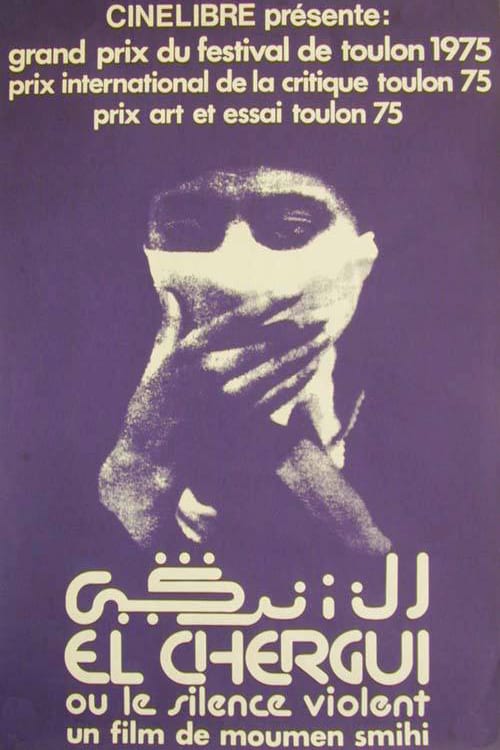 CINELIBRE présente:
grand prix du festival de toulon 1975
prix international de la critique toulon 75
prix art et essai toulon 75
EL CHERGUI
ou le silence violent
un film de moumen smihi